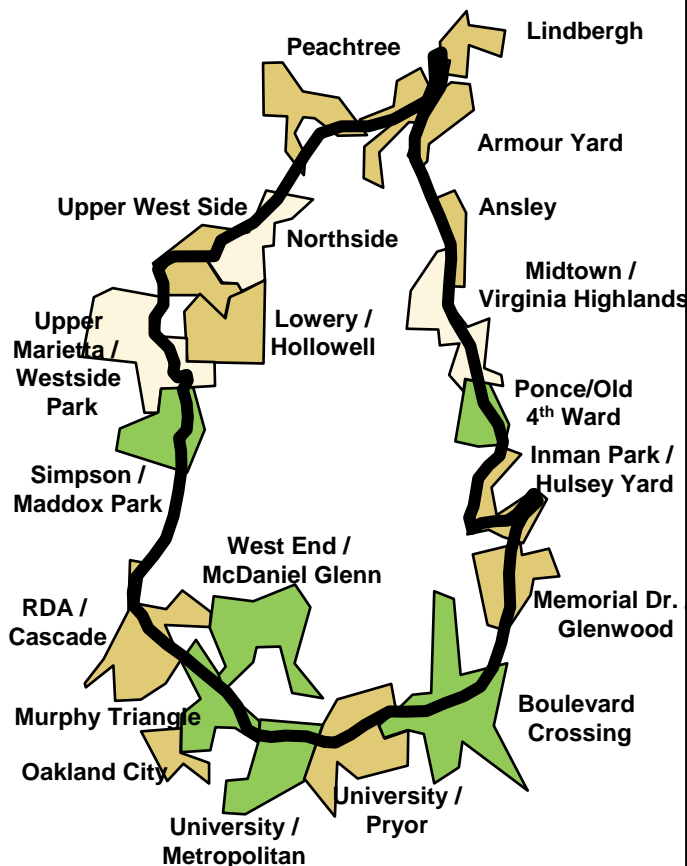 Lindbergh
Peachtree
Armour Yard
Upper West Side
Ansley
Northside
Midtown /
Virginia Highlands
Upper
Marietta /
Westside
Park
Lowery /
Hollowell
Ponce/Old
4th Ward
Inman Park /
Hulsey Yard
Simpson /
Maddox Park
West End /
McDaniel Glenn
RDA /
Cascade
Memorial Dr. /
Glenwood
Murphy Triangle
Boulevard
Crossing
Oakland City
University /
Pryor
University /
Metropolitan